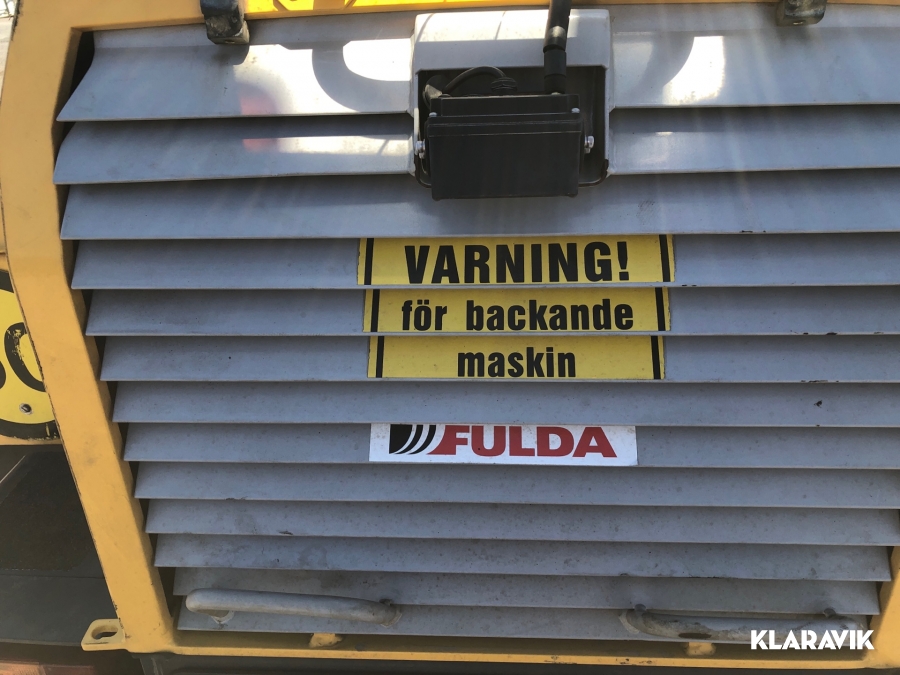 VARNING!
för backande
maskin
FULDA
KLARAVIK